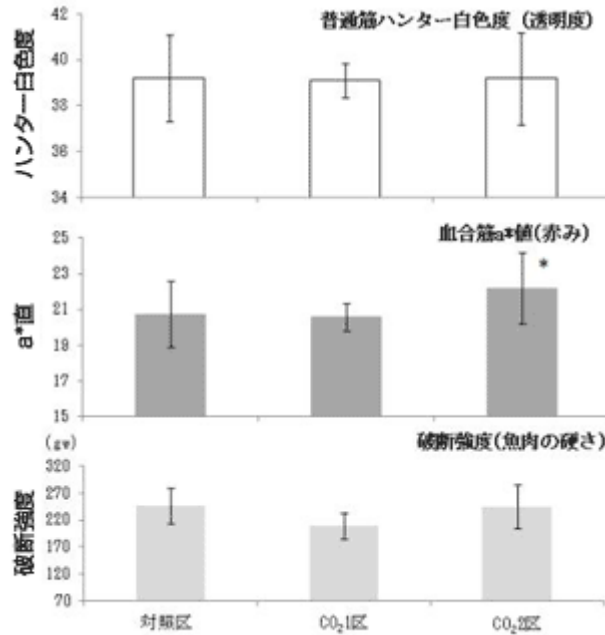 普通筋ハンター白色度 (透明度)
ハンター白色度
42
40
38
36
34
血合筋a*値(赤み)
a*直
25
23
21
19
17
15
*
破断強度(魚肉の硬さ)
破断強度
(gw)
320
270
220
170
120
70
対照区
CO₂1区
CO₂2区